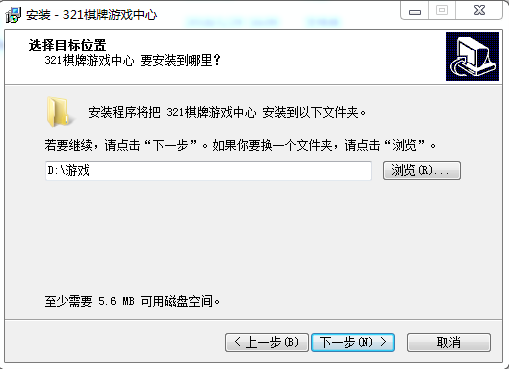 安装 - 321棋牌游戏中心
选择目标位置
321棋牌游戏中心 要安装到哪里？
安装程序将把 321棋牌游戏中心 安装到以下文件夹。
若要继续，请点击“下一步”。如果你要换一个文件夹，请点击“浏览”。
D:\游戏
浏览(R)...
至少需要 5.6 MB 可用磁盘空间。
< 上一步(B)
下一步(N) >
取消